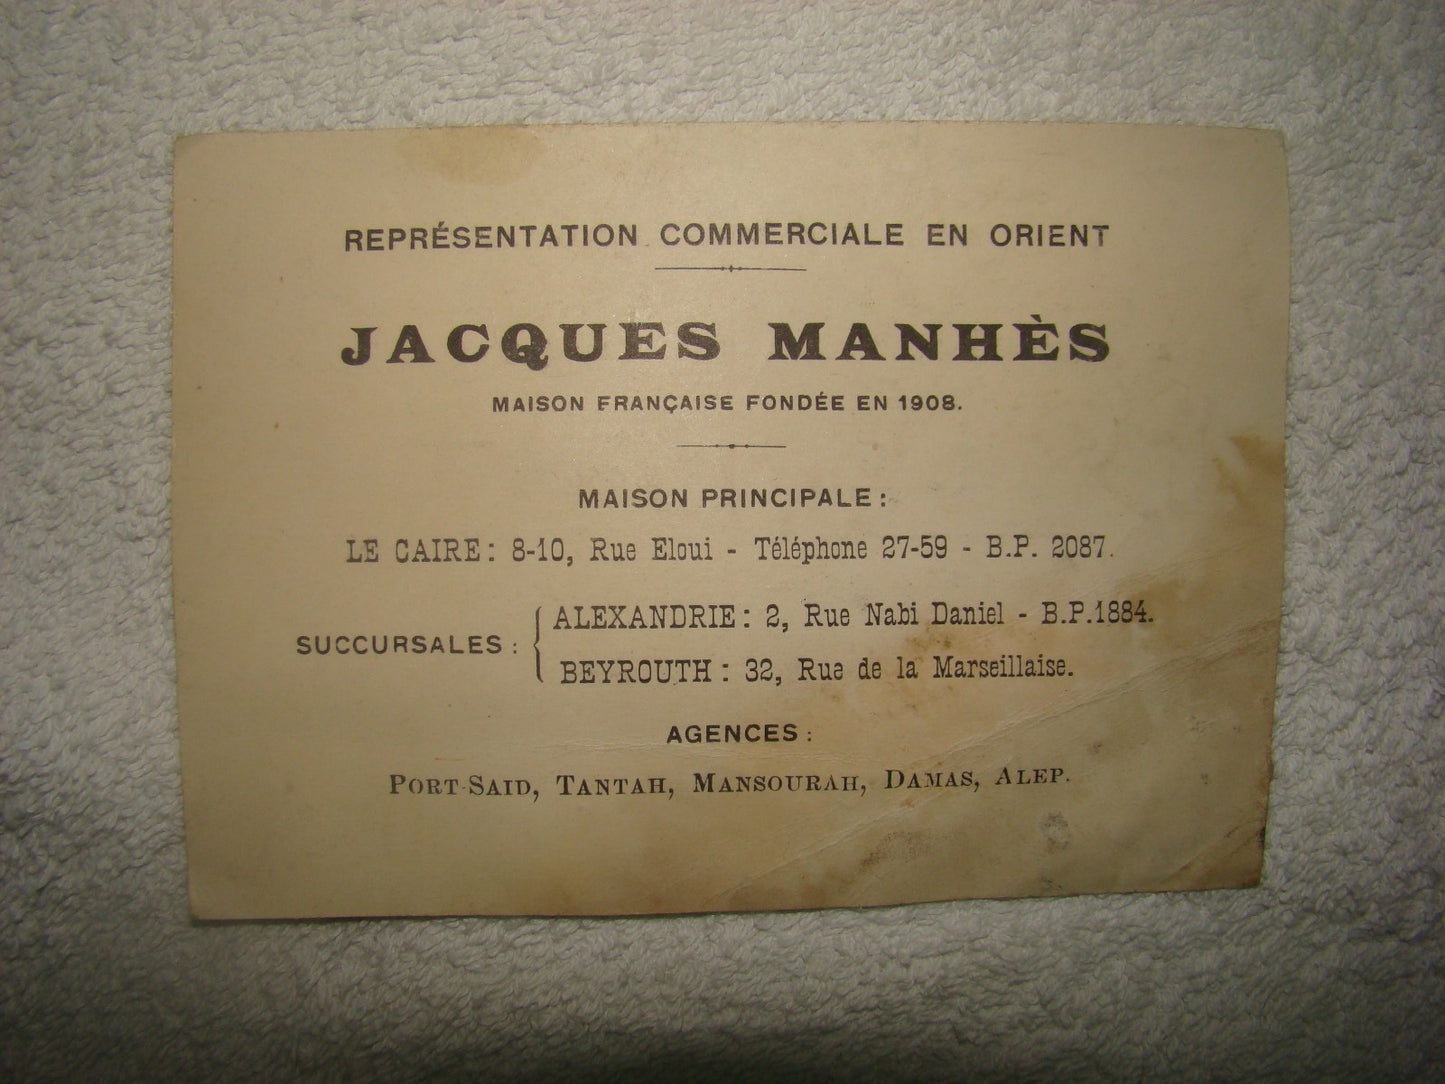 REPRÉSENTATION COMMERCIALE EN ORIENT
JACQUES MANHÈS
MAISON FRANÇAISE FONDÉE EN 1908.
MAISON PRINCIPALE :
LE CAIRE : 8-10, Rue Eloui - Téléphone 27-59 - B.P. 2087.
SUCCURSALES :
ALEXANDRIE : 2, Rue Nabi Daniel - B.P.1884.
BEYROUTH : 32, Rue de la Marseillaise.
AGENCES :
PORT-SAID, TANTAH, MANSOURAH, DAMAS, ALEP.